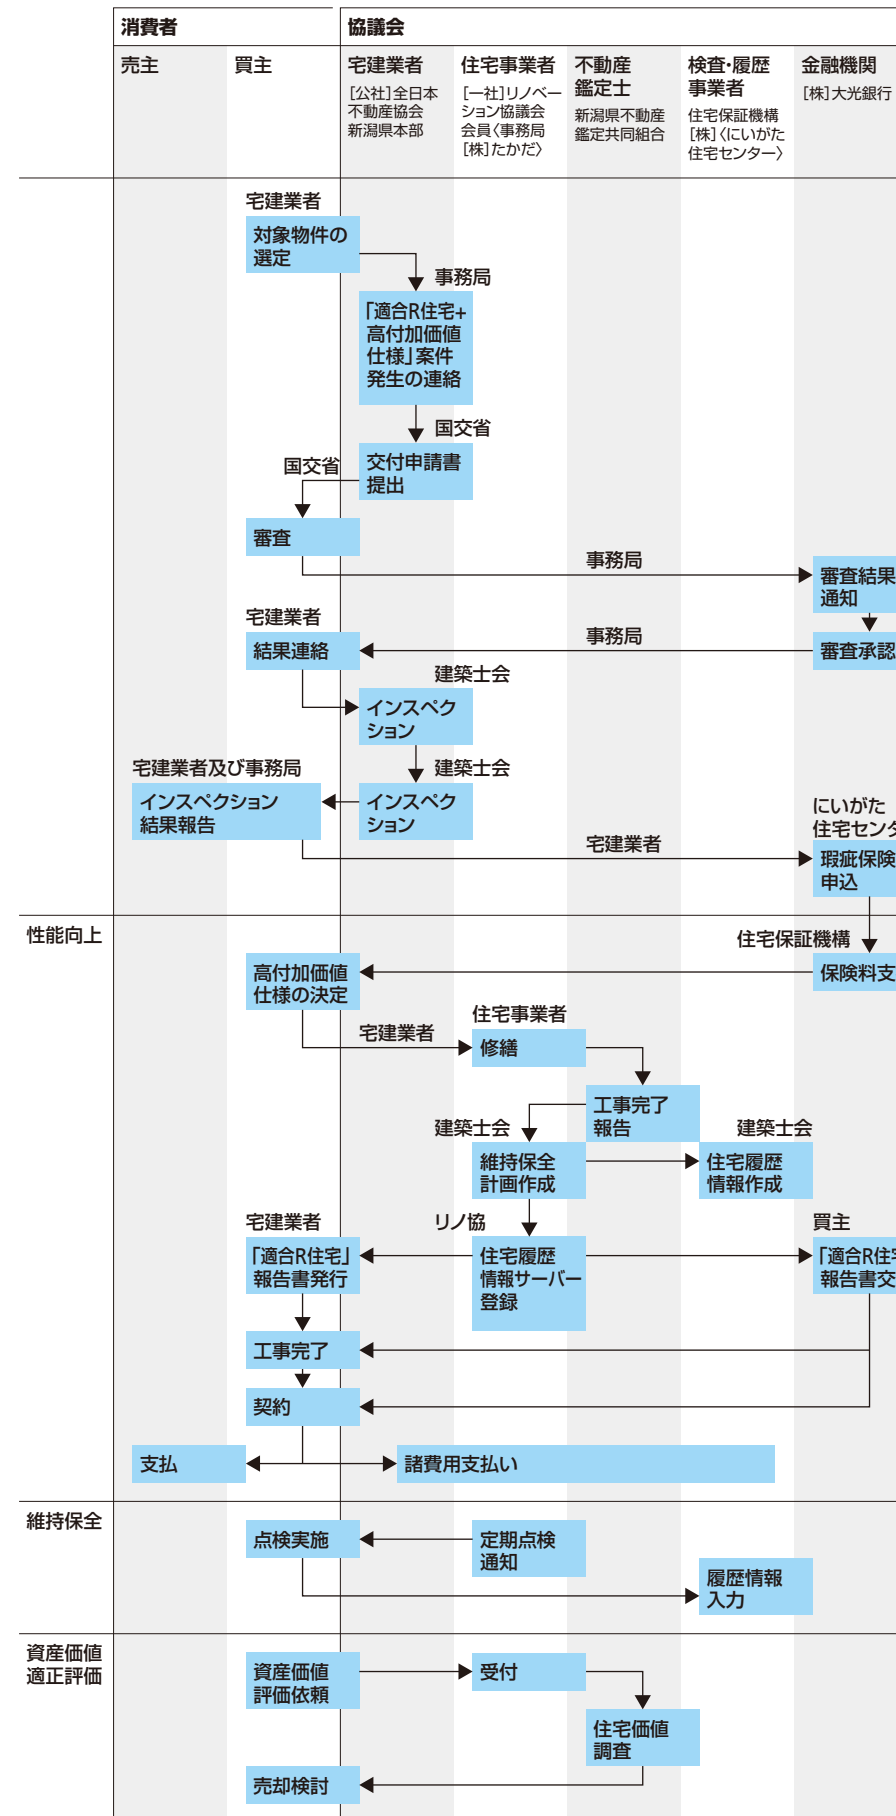 消費者
協議会
売主
買主
宅建業者
［公社］全日本
不動産協会
新潟県本部
住宅事業者
［一社］リノベー
ション協議会
会員〈事務局
［株］たかだ〉
不動産
鑑定士
新潟県不動産
鑑定共同組合
検査・履歴
事業者
住宅保証機構
［株］〈にいがた
住宅センター〉
金融機関
［株］大光銀行
宅建業者
対象物件の
選定
事務局
「適合R住宅+
高付加価値
仕様」案件
発生の連絡
国交省
交付申請書
提出
国交省
審査
事務局
審査結果
通知
宅建業者
結果連絡
事務局
審査承認
建築士会
インスペク
ション
建築士会
インスペク
ション
宅建業者及び事務局
インスペクション
結果報告
宅建業者
にいがた
住宅センタ
瑕疵保険
申込
性能向上
住宅保証機構
保険料支
高付加価値
仕様の決定
宅建業者
住宅事業者
修繕
工事完了
報告
建築士会
維持保全
計画作成
建築士会
住宅履歴
情報作成
宅建業者
「適合R住宅」
報告書発行
リノ協
住宅履歴
情報サーバー
登録
買主
「適合R住宅
報告書交
工事完了
契約
支払
諸費用支払い
維持保全
点検実施
定期点検
通知
履歴情報
入力
資産価値
適正評価
資産価値
評価依頼
受付
住宅価値
調査
売却検討